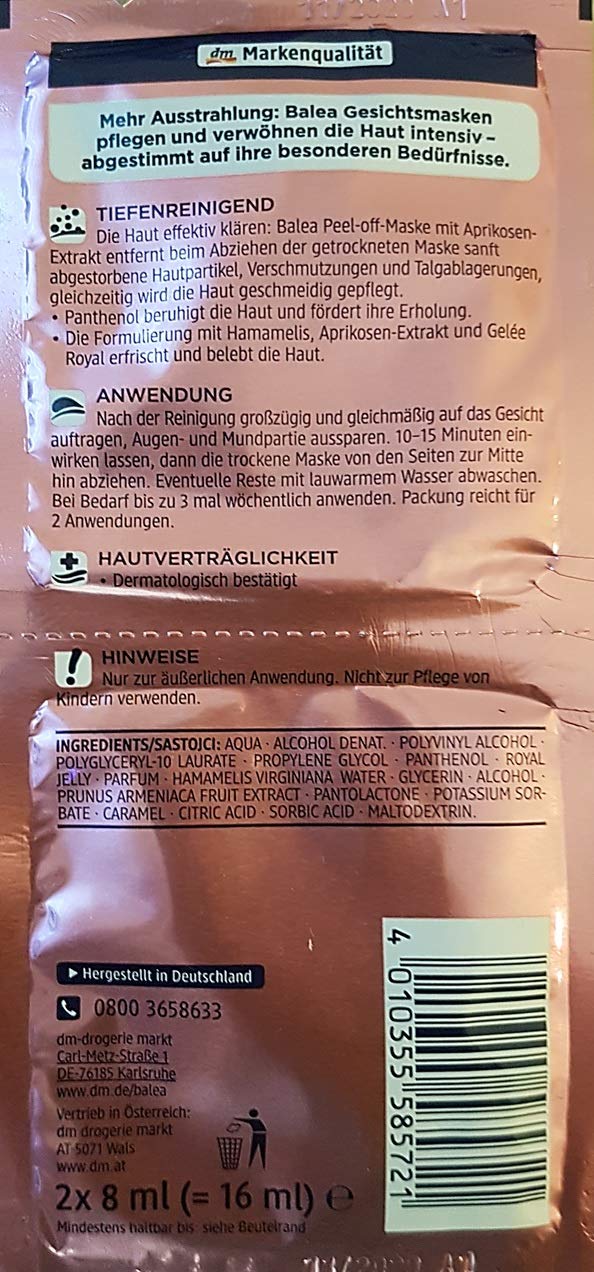 dm Markenqualität
Mehr Ausstrahlung: Balea Gesichtsmasken
pflegen und verwöhnen die Haut intensiv –
abgestimmt auf ihre besonderen Bedürfnisse.
TIEFENREINIGEND
Die Haut effektiv klären: Balea Peel-off-Maske mit Aprikosen-
Extrakt entfernt beim Abziehen der getrockneten Maske sanft
abgestorbene Hautpartikel, Verschmutzungen und Talgablagerungen,
gleichzeitig wird die Haut geschmeidig gepflegt.
• Panthenol beruhigt die Haut und fördert ihre Erholung.
• Die Formulierung mit Hamamelis, Aprikosen-Extrakt und Gelée
Royal erfrischt und belebt die Haut.
ANWENDUNG
Nach der Reinigung großzügig und gleichmäßig auf das Gesicht
auftragen, Augen- und Mundpartie aussparen. 10–15 Minuten ein-
wirken lassen, dann die trockene Maske von den Seiten zur Mitte
hin abziehen. Eventuelle Reste mit lauwarmem Wasser abwaschen.
Bei Bedarf bis zu 3 mal wöchentlich anwenden. Packung reicht für
2 Anwendungen.
HAUTVERTRÄGLICHKEIT
• Dermatologisch bestätigt
HINWEISE
Nur zur äußerlichen Anwendung. Nicht zur Pflege von
Kindern verwenden.
INGREDIENTS/SASTOJCI: AQUA · ALCOHOL DENAT. · POLYVINYL ALCOHOL ·
POLYGLYCERYL-10 LAURATE · PROPYLENE GLYCOL · PANTHENOL · ROYAL
JELLY · PARFUM · HAMAMELIS VIRGINIANA WATER · GLYCERIN · ALCOHOL ·
PRUNUS ARMENIACA FRUIT EXTRACT · PANTOLACTONE · POTASSIUM SOR-
BATE · CARAMEL · CITRIC ACID · SORBIC ACID · MALTODEXTRIN.
Hergestellt in Deutschland
0800 3658633
dm-drogerie markt
Carl-Metz-Straße 1
DE-76185 Karlsruhe
www.dm.de/balea
Vertrieb in Österreich:
dm drogerie markt
AT-5071 Wals
www.dm.at
2x 8 ml (= 16 ml) e
Mindestens haltbar bis: siehe Beutelrand
4 010355 585721